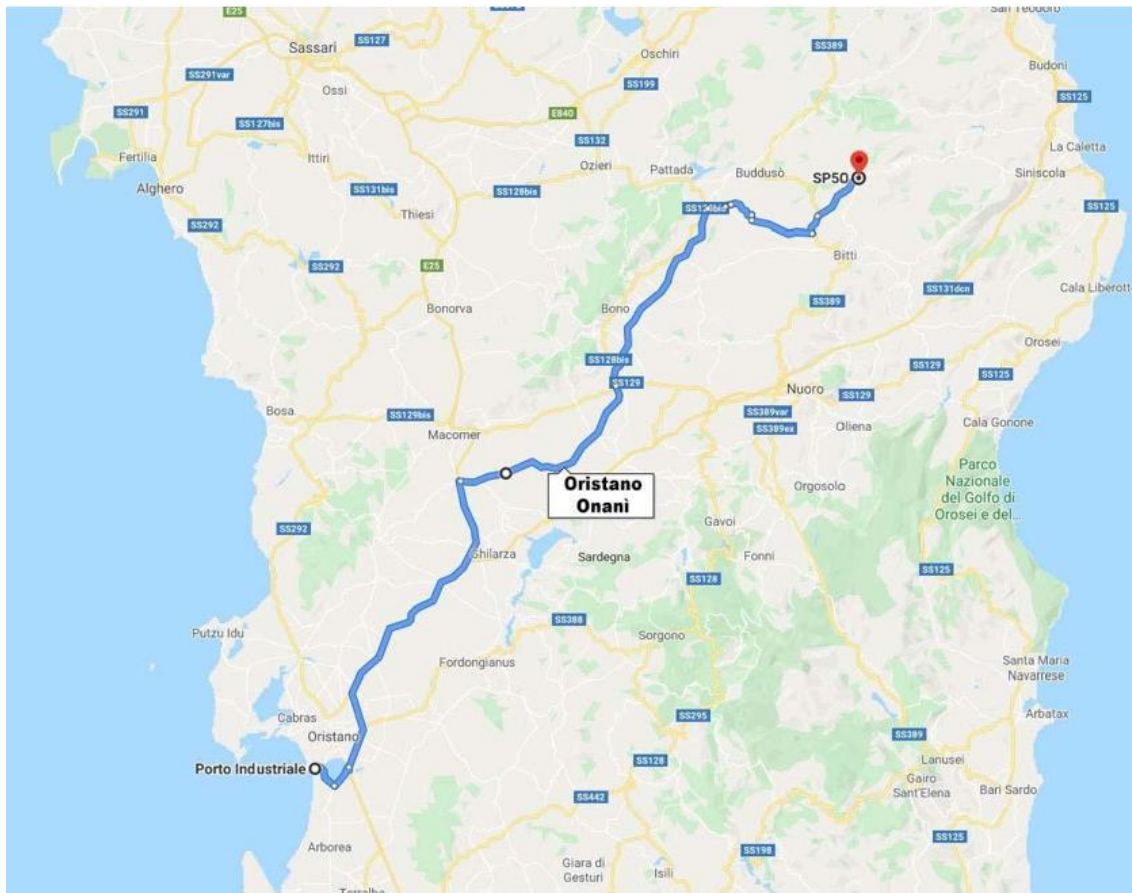 San Teodoro
E25
SS127
Sassari
SS389
Oschiri
SS291var
Budoni
Ossi
SS199
SS125
SS291
E840
SS127bis
SS132
La Caletta
Fertilia
Ittiri
Ozieri
Pattada
Buddusò
SP50
Siniscola
Alghero
SS131bis
SS128bis
Thiesi
SS128bis
SS125
SS292
Bitti
SS292
E25
SS131dcn
Cala Liberotto
Bonorva
Bono
SS389
Orosei
SS128bis
SS129
SS129
SS125
Nuoro
SS129
Bosa
SS129bis
SS389var
Macomer
SS389ex
Oliena
Cala Gonone
Parco
Nazionale
del Golfo di
Orosei e del...
Oristano
Onanì
Orgosolo
SS292
Gavoi
Ghilarza
Sardegna
Fonni
SS125
SS128
SS388
Putzu Idu
Sorgono
Fordongianus
Santa Maria
Navarrese
Cabras
SS295
Arbatax
Oristano
SS389
Porto Industriale
SS128
Lanusei
Gairo
Sant'Elena
Bari Sardo
SS442
Arborea
SS125
SS198
Giara di
Gesturi
Isili
Terralba